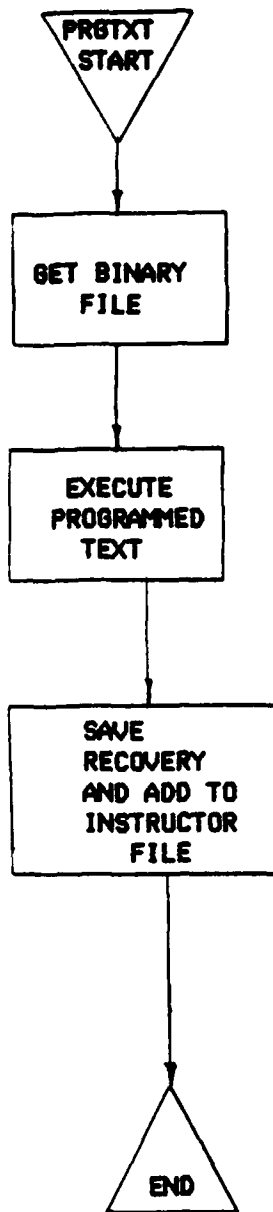 PRGTXT
START
GET BINARY
FILE
EXECUTE
PROGRAMMED
TEXT
SAVE
RECOVERY
AND ADD TO
INSTRUCTOR
FILE
END